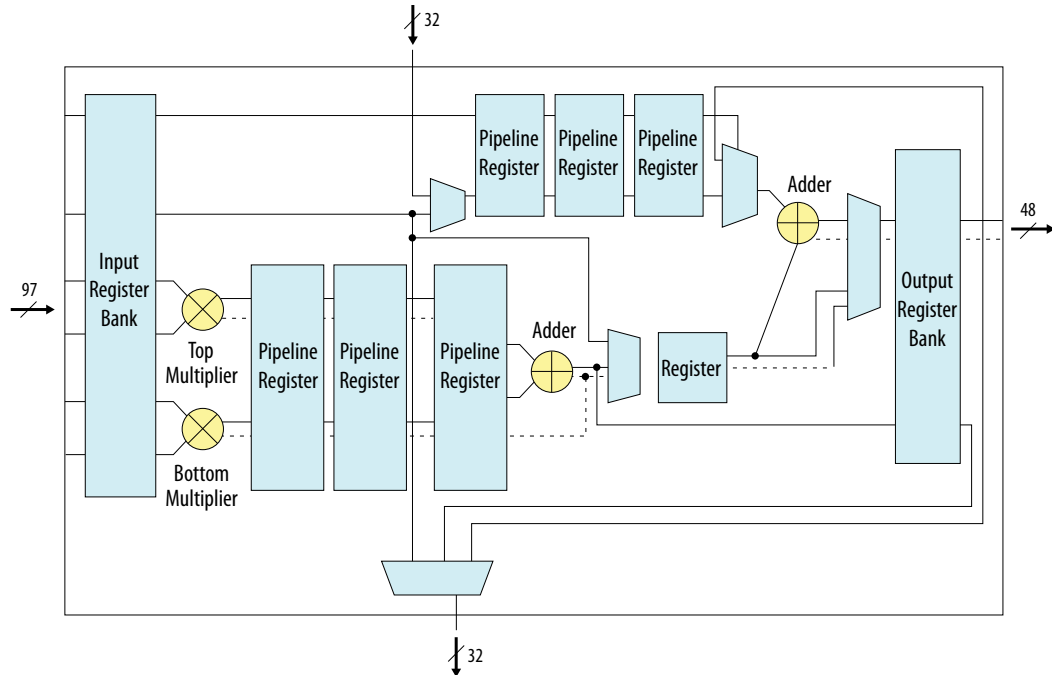 32
Pipeline
Register
Pipeline
Register
Pipeline
Register
Adder
48
97
Input
Register
Bank
Top
Multiplier
Pipeline
Register
Pipeline
Register
Pipeline
Register
Adder
Register
Output
Register
Bank
Bottom
Multiplier
32